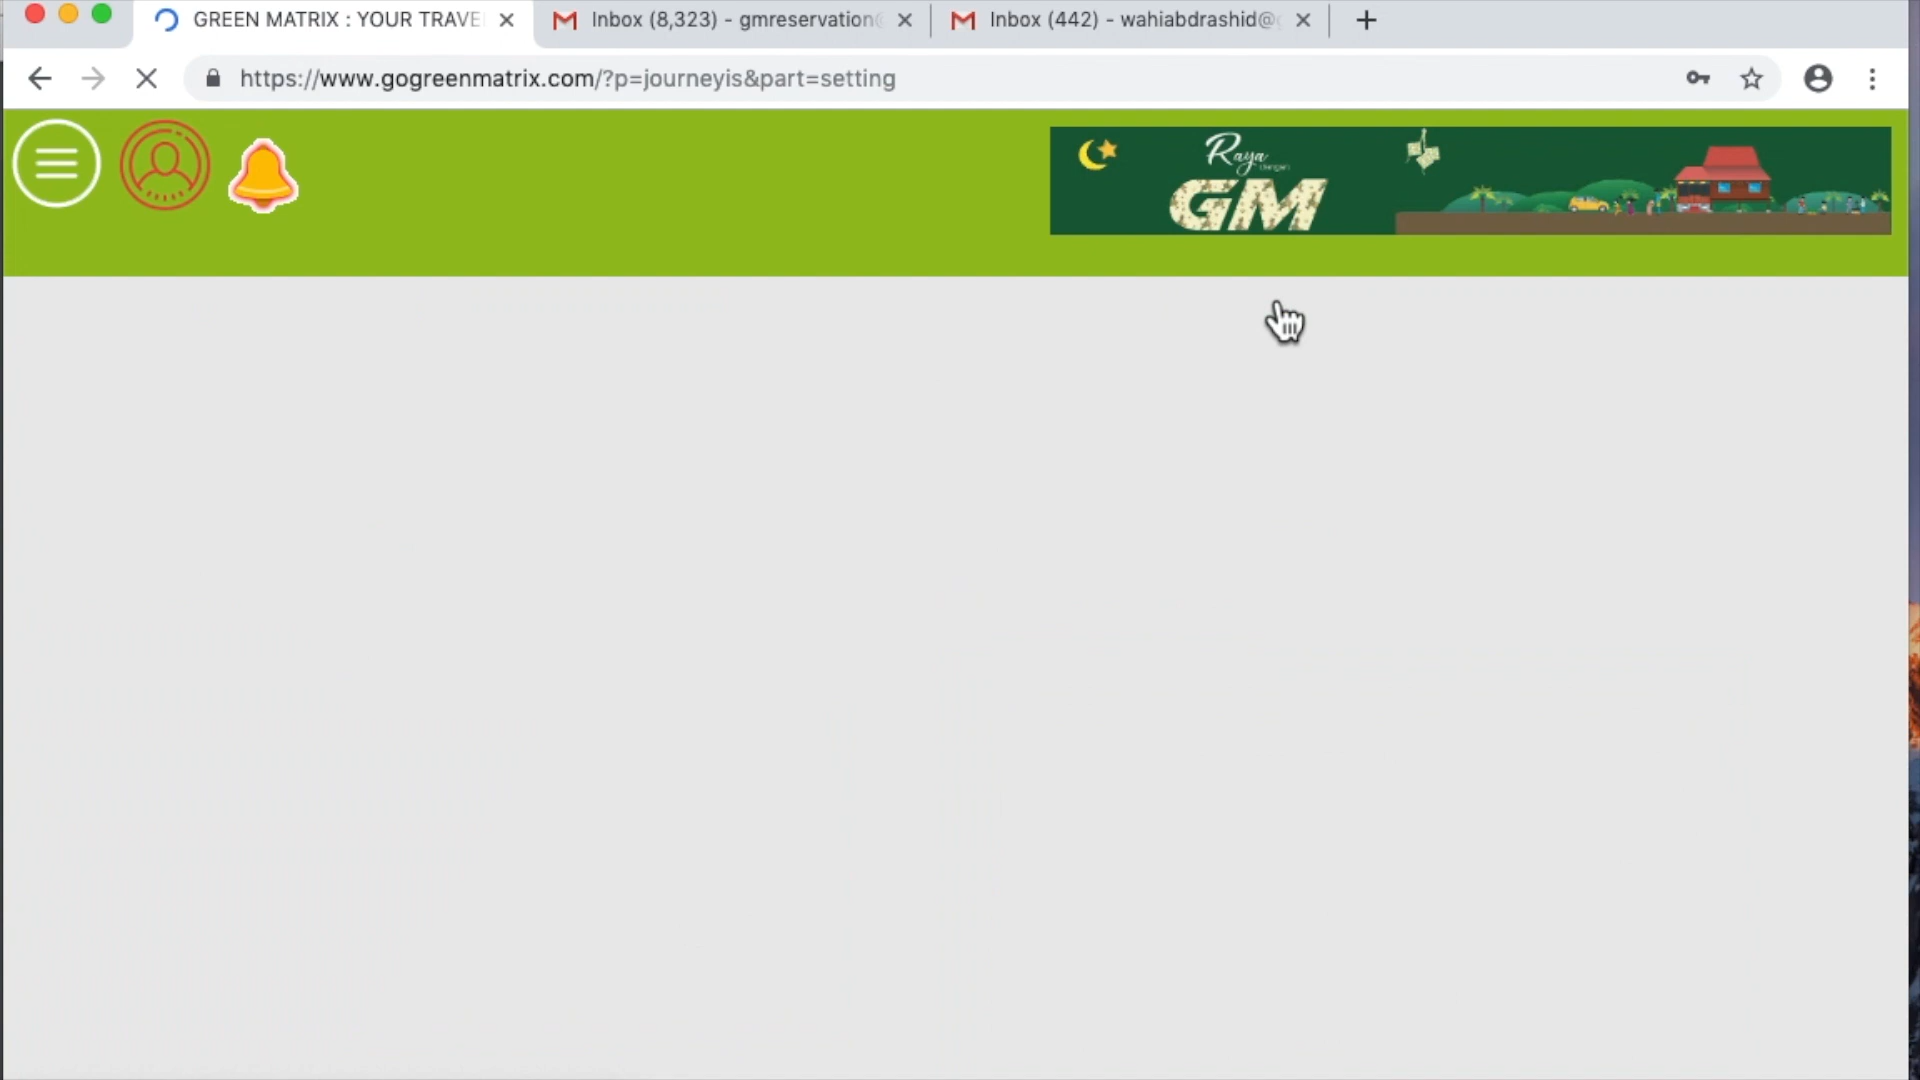 GREEN MATRIX : YOUR TRAVE
Inbox (8,323) - gmreservation@
Inbox (442) - wahiabdrashid@g
https://www.gogreenmatrix.com/?p=journeyis&part=setting
Raya
dengan
GM